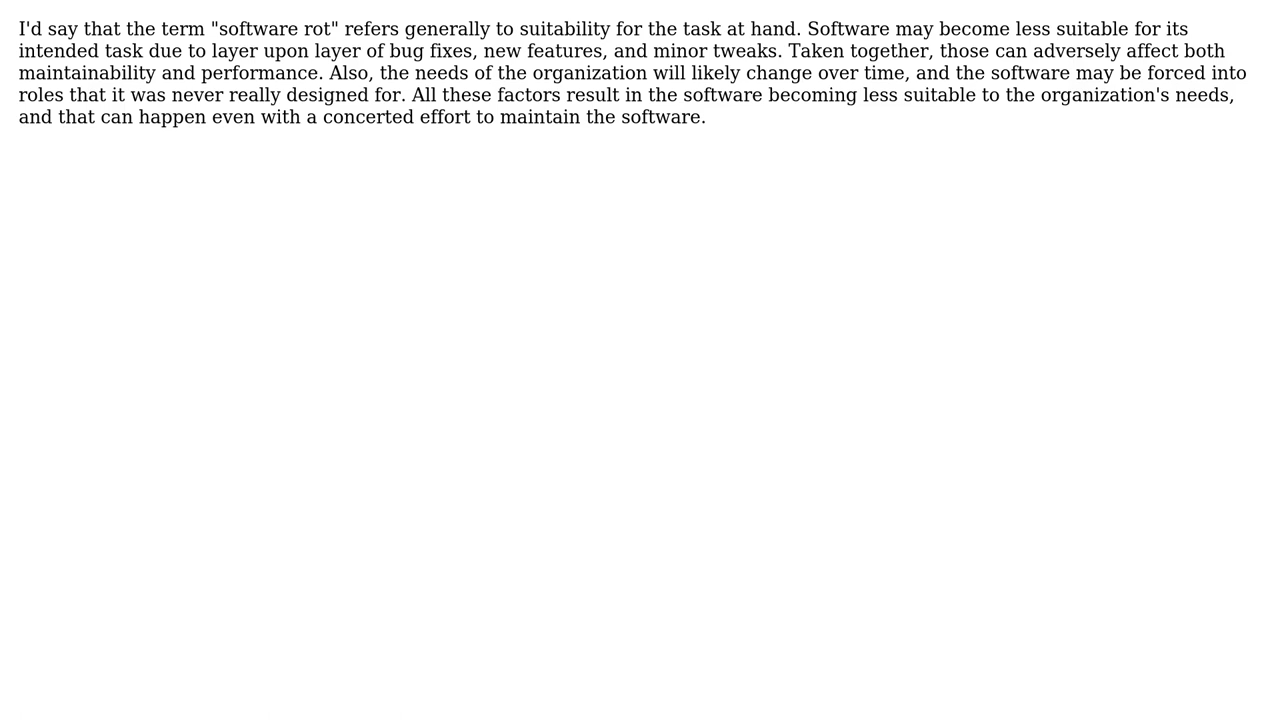 I'd say that the term "software rot" refers generally to suitability for the task at hand. Software may become less suitable for its
intended task due to layer upon layer of bug fixes, new features, and minor tweaks. Taken together, those can adversely affect both
maintainability and performance. Also, the needs of the organization will likely change over time, and the software may be forced into
roles that it was never really designed for. All these factors result in the software becoming less suitable to the organization's needs,
and that can happen even with a concerted effort to maintain the software.